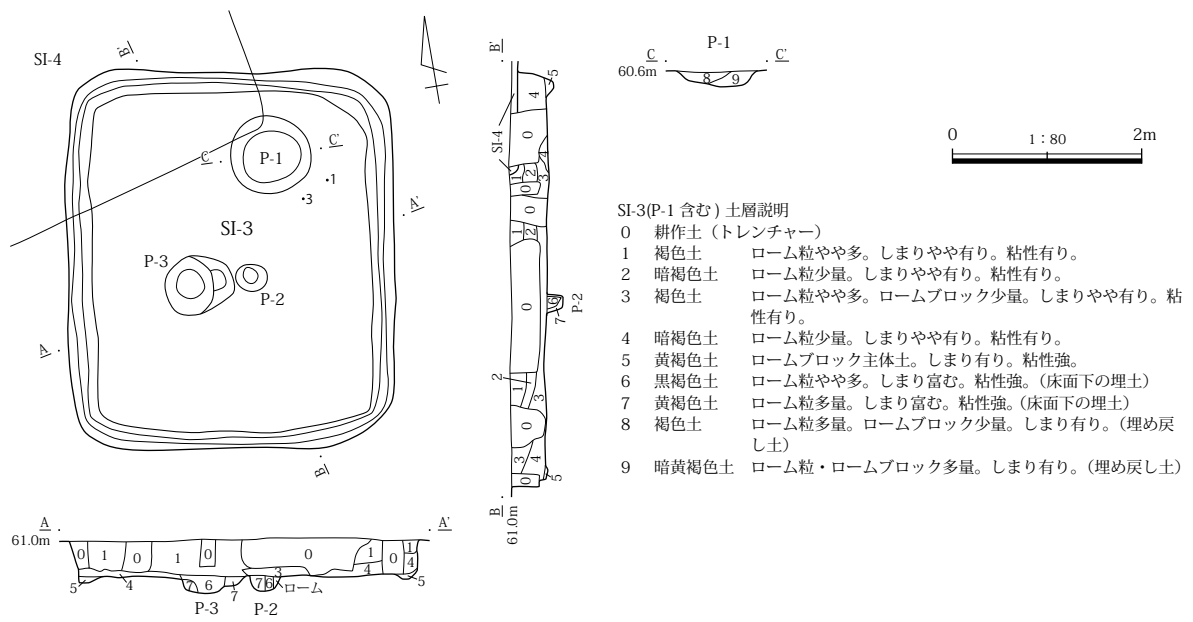 SI-4
B'
C
C'
P-1
1
3
A'
SI-3
P-3
P-2
A
B
B'
5
4
0
SI-4
4
1
2
3
0
0
1
2
0
6
7
P-2
2
1
3
0
3
4
0
5
B
61.0m
P-1
C
C'
60.6m
8
9
0
1:80
2m
SI-3(P-1 含む) 土層説明
0 耕作土（トレンチャー）
1 褐色土 ローム粒やや多。しまりやや有り。粘性有り。
2 暗褐色土 ローム粒少量。しまりやや有り。粘性有り。
3 褐色土 ローム粒やや多。ロームブロック少量。しまりやや有り。粘
性有り。
4 暗褐色土 ローム粒少量。しまりやや有り。粘性有り。
5 黄褐色土 ロームブロック主体土。しまり有り。粘性強。
6 黒褐色土 ローム粒やや多。しまり富む。粘性強。（床面下の埋土）
7 黄褐色土 ローム粒多量。しまり富む。粘性強。（床面下の埋土）
8 褐色土 ローム粒多量。ロームブロック少量。しまり有り。（埋め戻
し土）
9 暗黄褐色土 ローム粒・ロームブロック多量。しまり有り。（埋め戻し土）
A
A'
61.0m
0
1
0
1
0
0
1
4
0
1
4
5
4
7
6
7
7
6
3
ローム
5
P-3
P-2